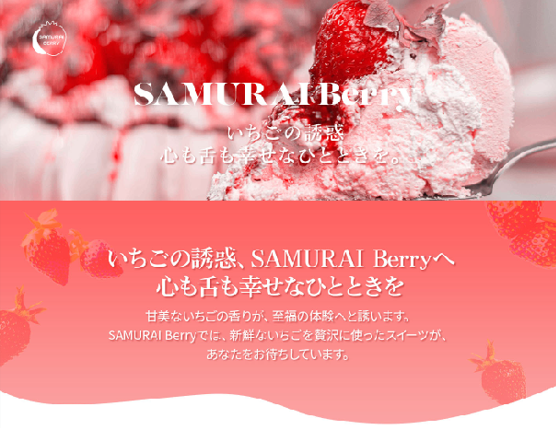 SAMURAI
BERRY
SAMURAI Berry
いちごの誘惑
心も舌も幸せなひとときを。
いちごの誘惑、SAMURAI Berryへ
心も舌も幸せなひとときを
甘美ないちごの香りが、至福の体験へと誘います。
SAMURAI Berryでは、新鮮ないちごを贅沢に使ったスイーツが、
あなたをお待ちしています。